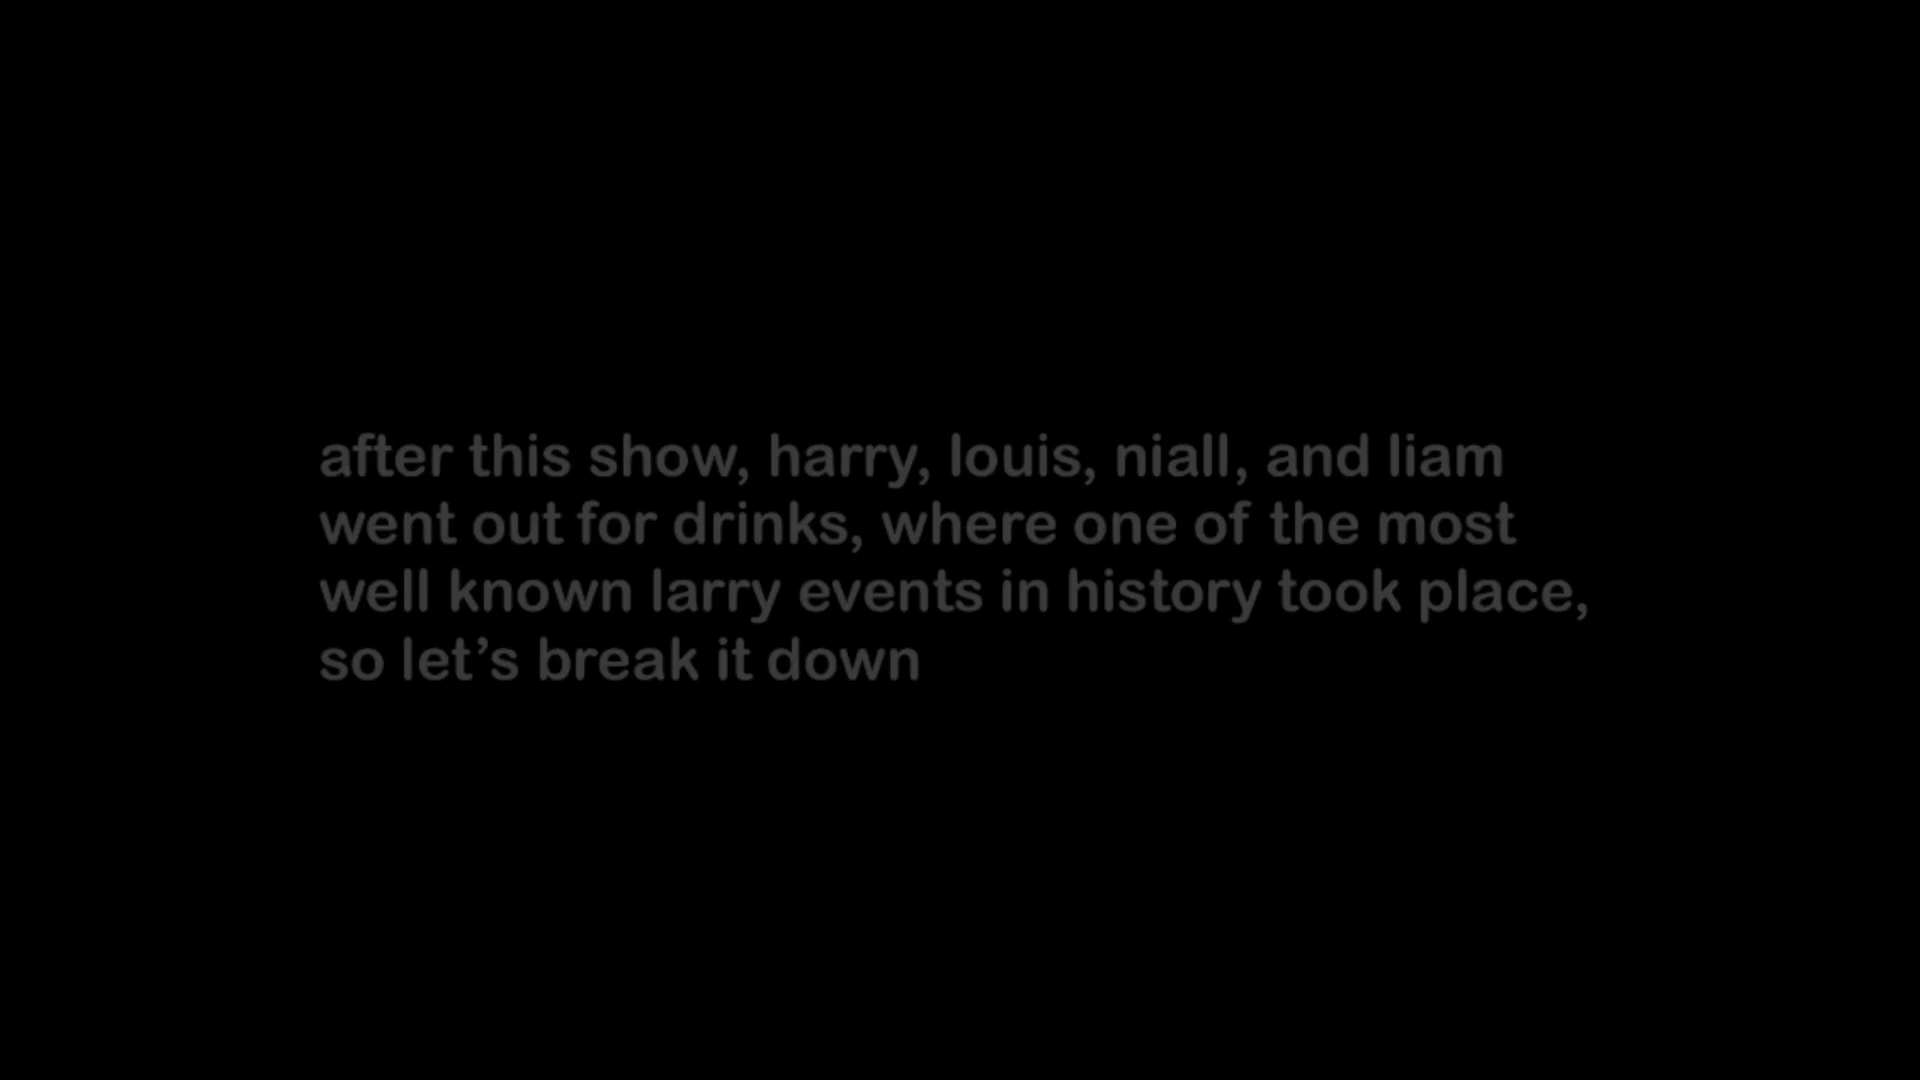 after this show, harry, louis, niall, and liam
went out for drinks, where one of the most
well known larry events in history took place,
so let’s break it down